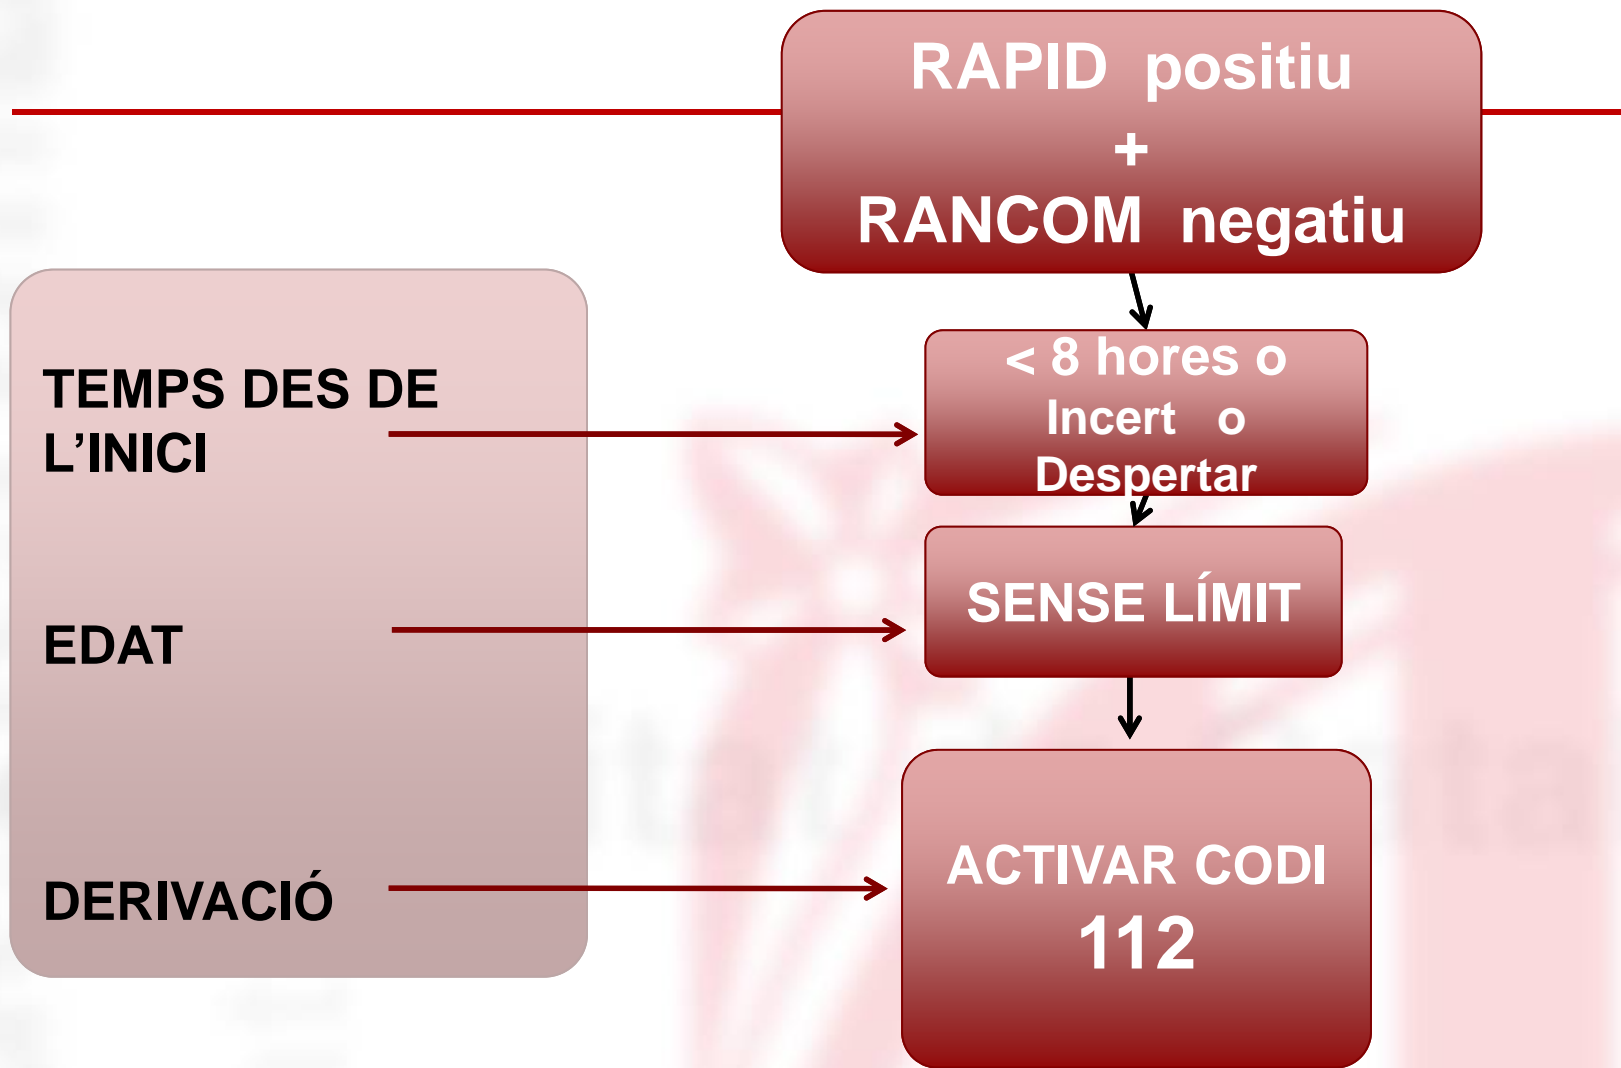 RAPID positiu
+
RANCOM negatiu
TEMPS DES DE
L’INICI
< 8 hores o
Incert o
Despertar
EDAT
SENSE LÍMIT
DERIVACIÓ
ACTIVAR CODI
112